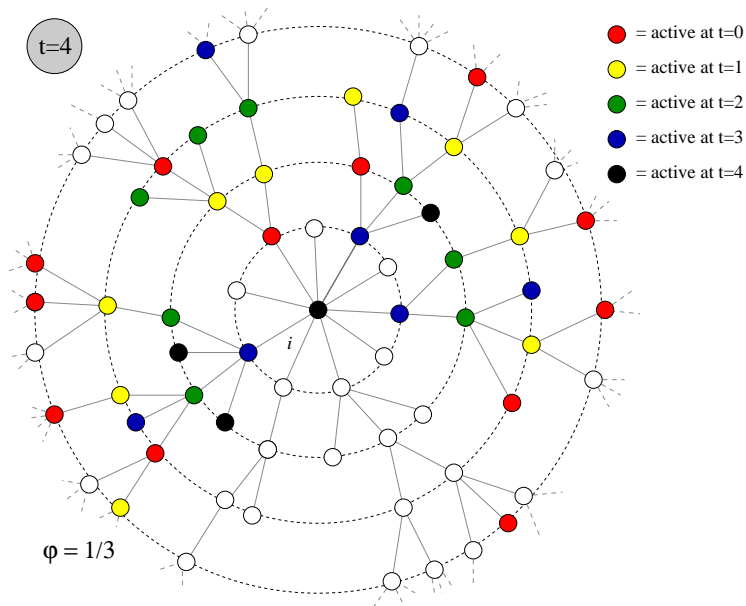 t=4
= active at t=0
= active at t=1
= active at t=2
= active at t=3
= active at t=4
i
φ = 1/3